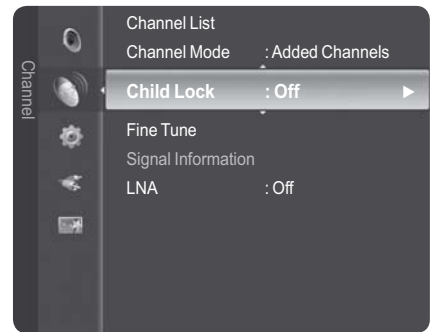 Channel
Channel List
Channel Mode : Added Channels
Child Lock : Off
Fine Tune
Signal Information
LNA : Off